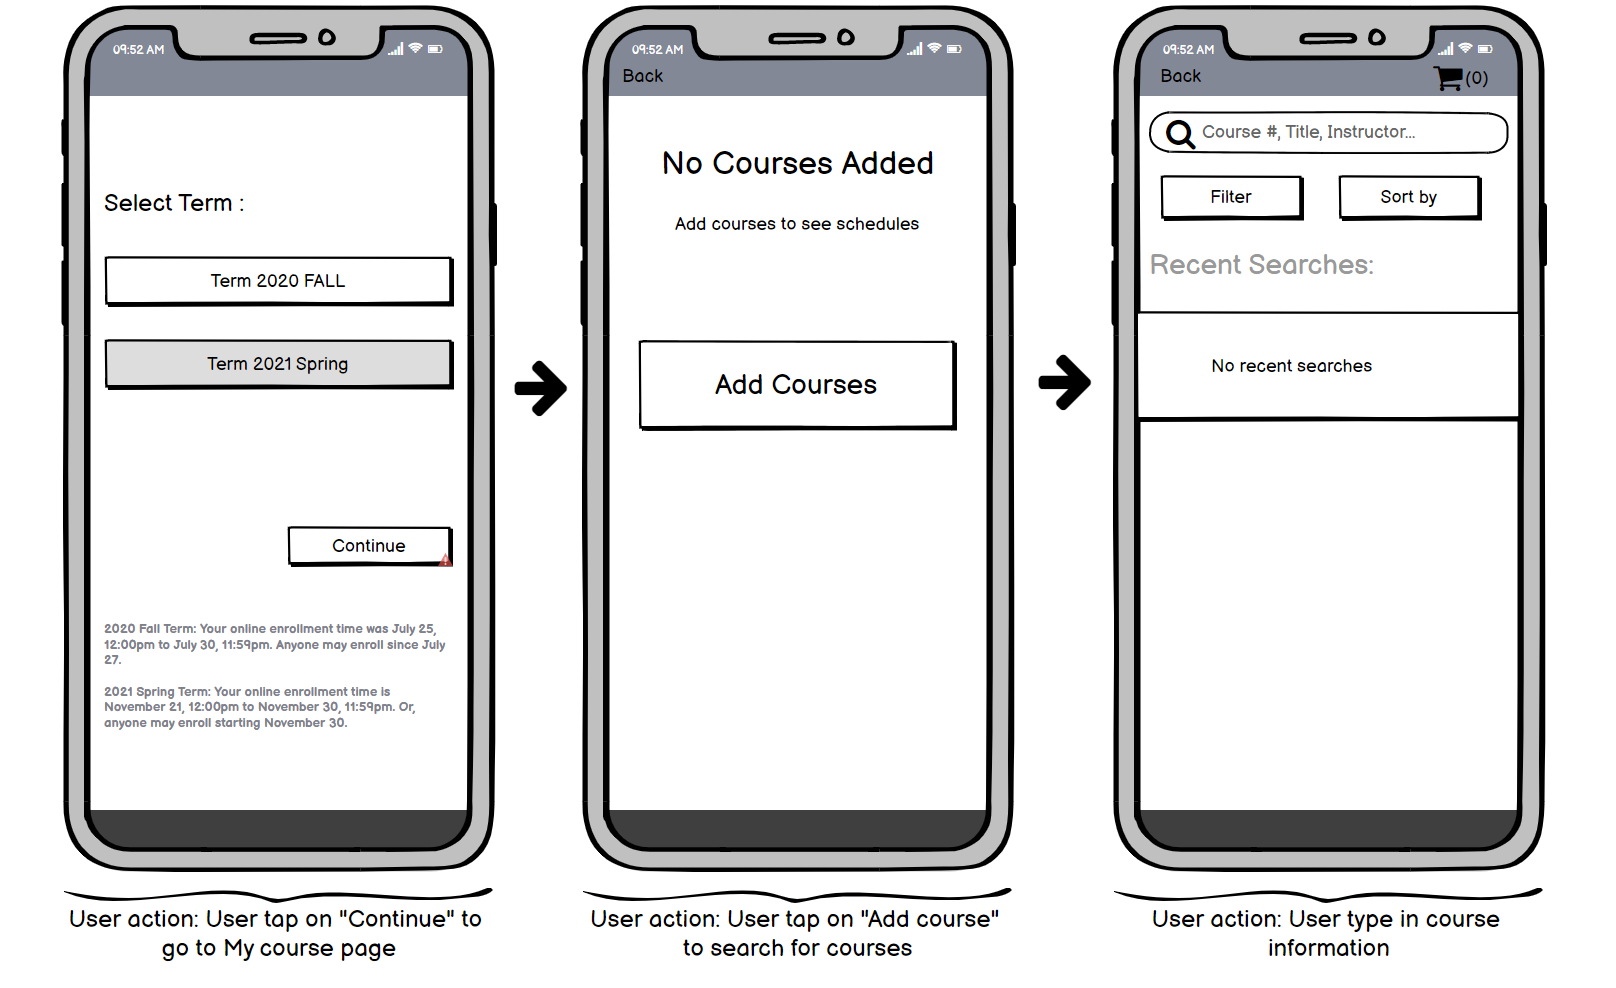 09:52 AM
Select Term :
Term 2020 FALL
Term 2021 Spring
Continue
2020 Fall Term: Your online enrollment time was July 25,
12:00pm to July 30, 11:59pm. Anyone may enroll since July
27.
2021 Spring Term: Your online enrollment time is
November 21, 12:00pm to November 30, 11:59pm. Or,
anyone may enroll starting November 30.
User action: User tap on "Continue" to
go to My course page
09:52 AM
Back
No Courses Added
Add courses to see schedules
Add Courses
User action: User tap on "Add course"
to search for courses
09:52 AM
Back
(0)
Course #, Title, Instructor...
Filter
Sort by
Recent Searches:
No recent searches
User action: User type in course
information